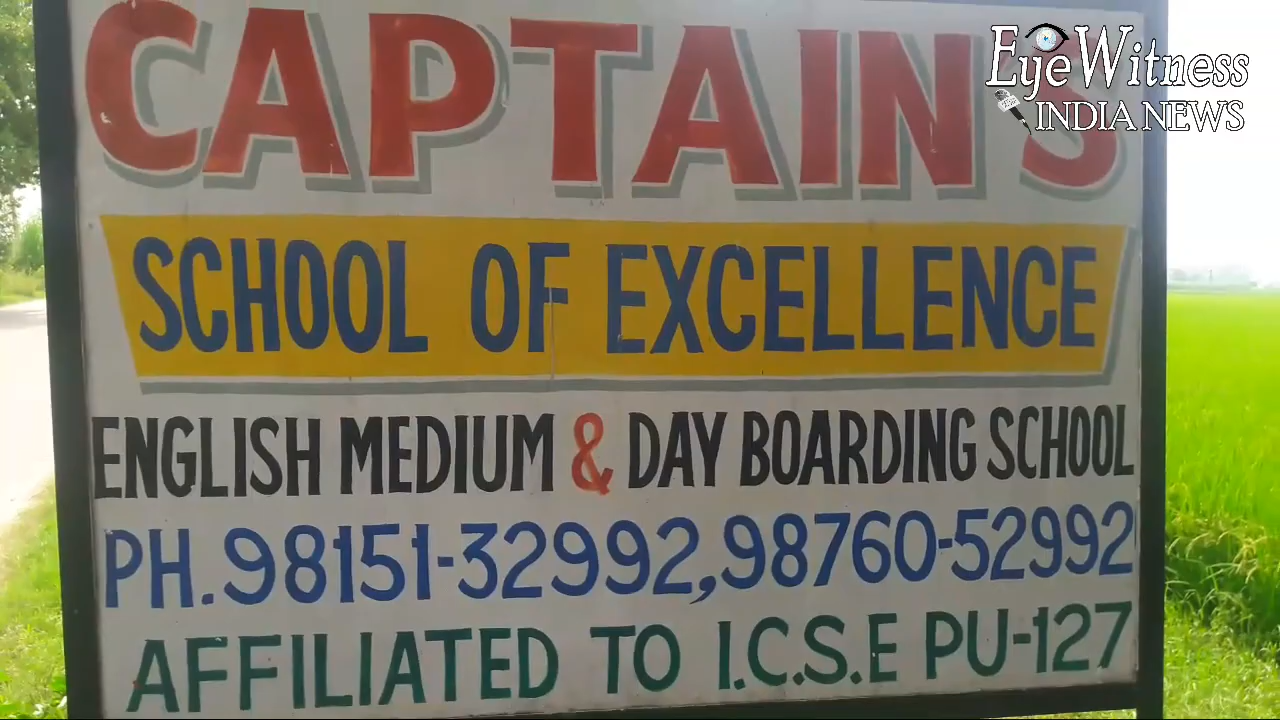 CAPTAIN'S
SCHOOL OF EXCELLENCE
ENGLISH MEDIUM & DAY BOARDING SCHOOL
PH.98151-32992,98760-52992
AFFILIATED TO I.C.S.E PU-127
EyeWitness
INDIA NEWS